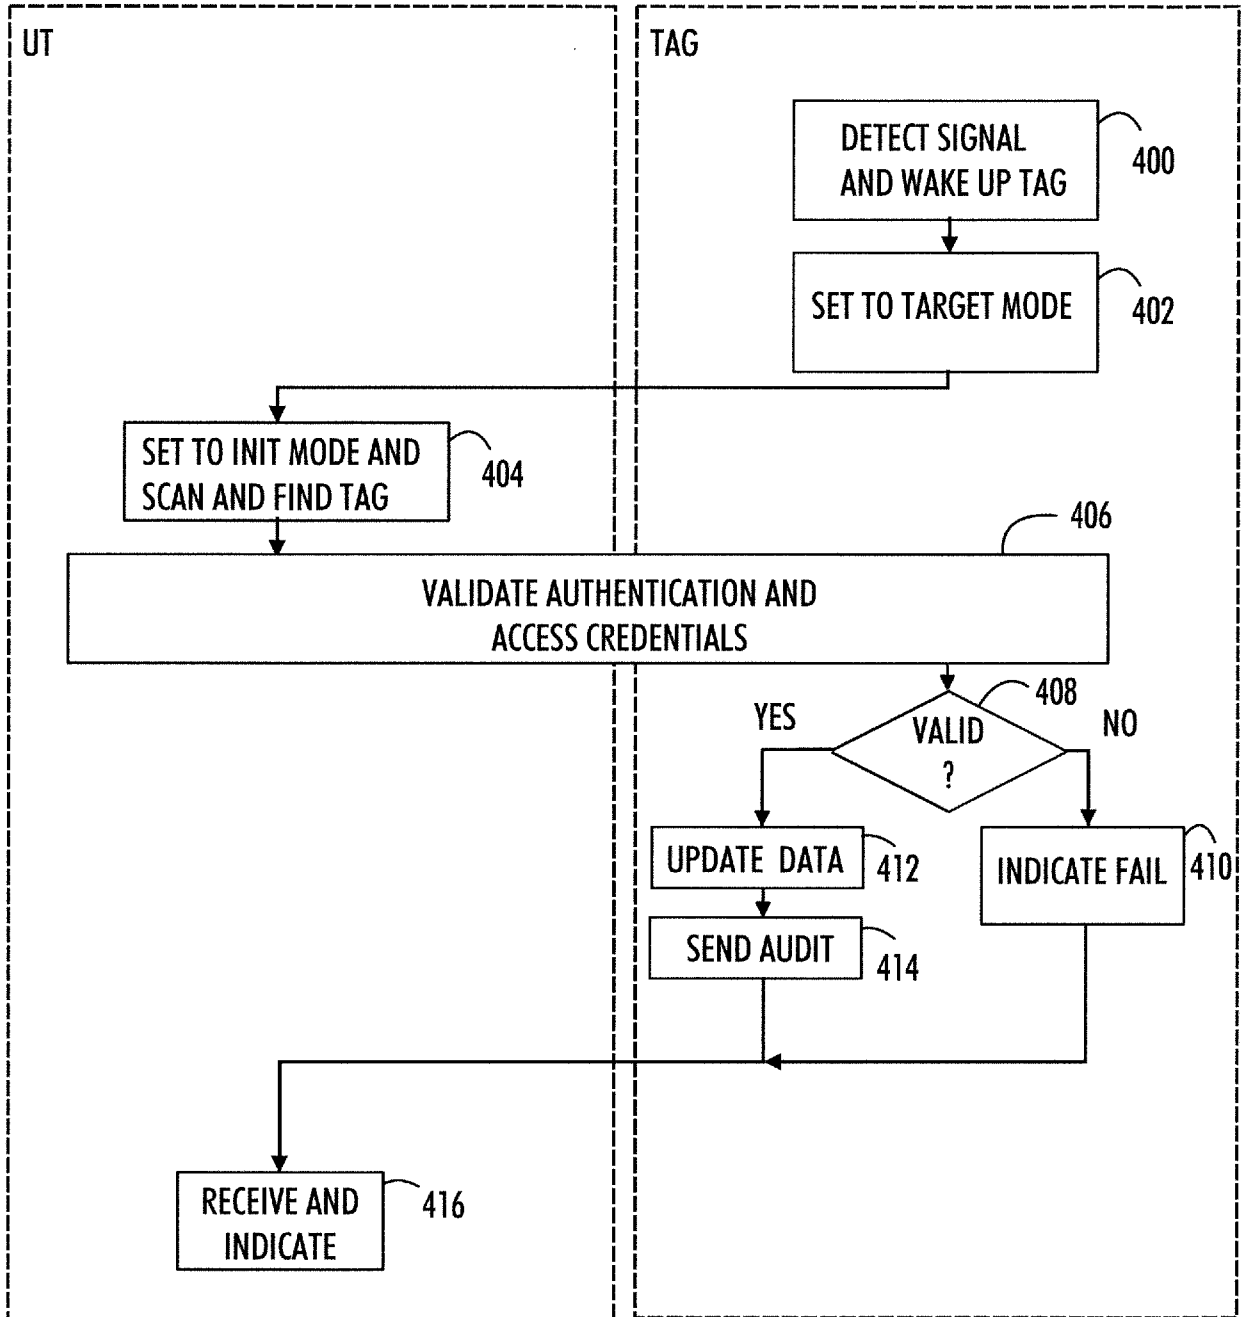 UT
TAG
DETECT SIGNAL
AND WAKE UP TAG
400
SET TO TARGET MODE
402
SET TO INIT MODE AND
SCAN AND FIND TAG
404
406
VALIDATE AUTHENTICATION AND
ACCESS CREDENTIALS
408
YES
VALID
?
NO
UPDATE DATA
412
INDICATE FAIL
410
SEND AUDIT
414
RECEIVE AND
INDICATE
416